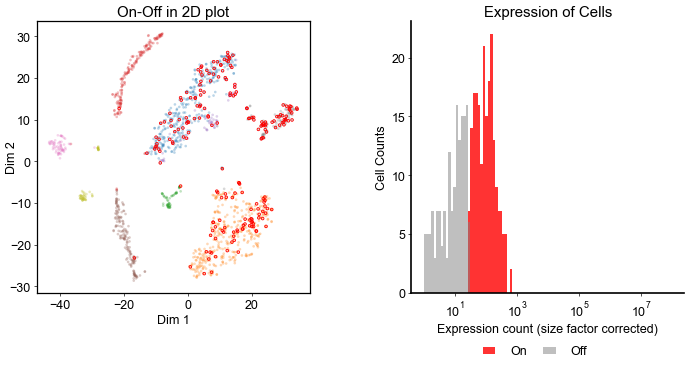 On-Off in 2D plot
30
20
10
0
−10
−20
−30
Dim 2
−40
−20
0
20
Dim 1
Expression of Cells
20
15
10
5
0
Cell Counts
10^1
10^3
10^5
10^7
Expression count (size factor corrected)
On Off